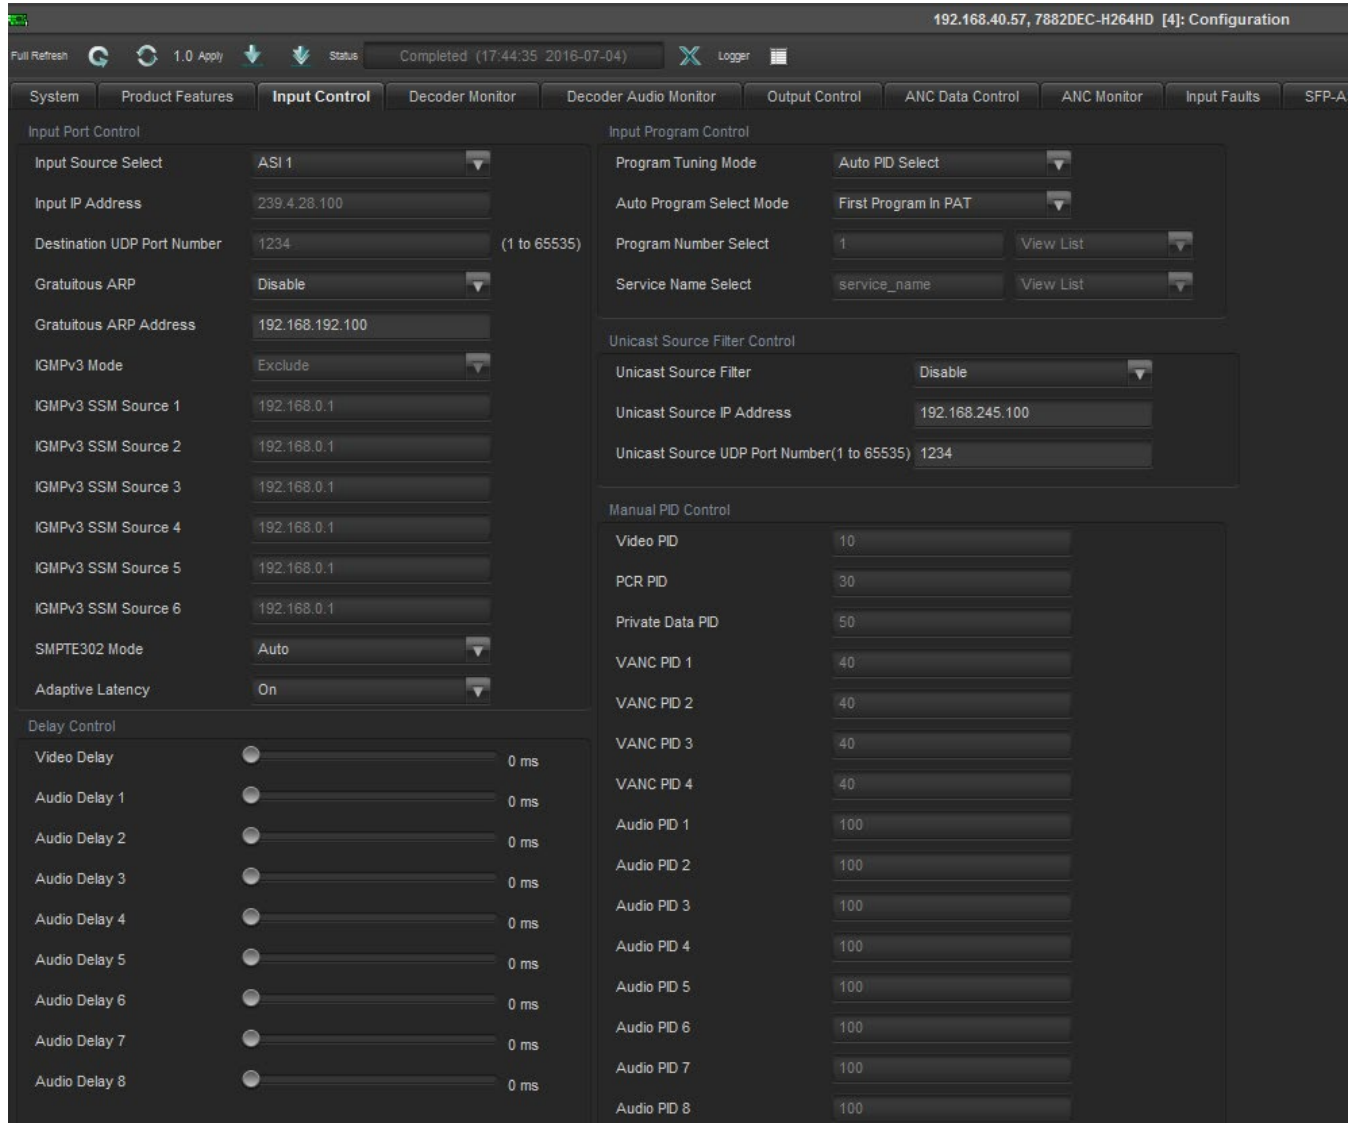 192.168.40.57, 7882DEC-H264HD [4]: Configuration
Full Refresh 1.0 Apply Status Completed (17:44:35 2016-07-04) Logger
System Product Features Input Control Decoder Monitor Decoder Audio Monitor Output Control ANC Data Control ANC Monitor Input Faults SFP-A
Input Port Control
Input Source Select ASI 1
Input IP Address 239.4.28.100
Destination UDP Port Number 1234 (1 to 65535)
Gratuitous ARP Disable
Gratuitous ARP Address 192.168.192.100
IGMPv3 Mode Exclude
IGMPv3 SSM Source 1 192.168.0.1
IGMPv3 SSM Source 2 192.168.0.1
IGMPv3 SSM Source 3 192.168.0.1
IGMPv3 SSM Source 4 192.168.0.1
IGMPv3 SSM Source 5 192.168.0.1
IGMPv3 SSM Source 6 192.168.0.1
SMPTE302 Mode Auto
Adaptive Latency On
Delay Control
Video Delay 0 ms
Audio Delay 1 0 ms
Audio Delay 2 0 ms
Audio Delay 3 0 ms
Audio Delay 4 0 ms
Audio Delay 5 0 ms
Audio Delay 6 0 ms
Audio Delay 7 0 ms
Audio Delay 8 0 ms
Input Program Control
Program Tuning Mode Auto PID Select
Auto Program Select Mode First Program In PAT
Program Number Select 1 View List
Service Name Select service_name View List
Unicast Source Filter Control
Unicast Source Filter Disable
Unicast Source IP Address 192.168.245.100
Unicast Source UDP Port Number(1 to 65535) 1234
Manual PID Control
Video PID 10
PCR PID 30
Private Data PID 50
VANC PID 1 40
VANC PID 2 40
VANC PID 3 40
VANC PID 4 40
Audio PID 1 100
Audio PID 2 100
Audio PID 3 100
Audio PID 4 100
Audio PID 5 100
Audio PID 6 100
Audio PID 7 100
Audio PID 8 100